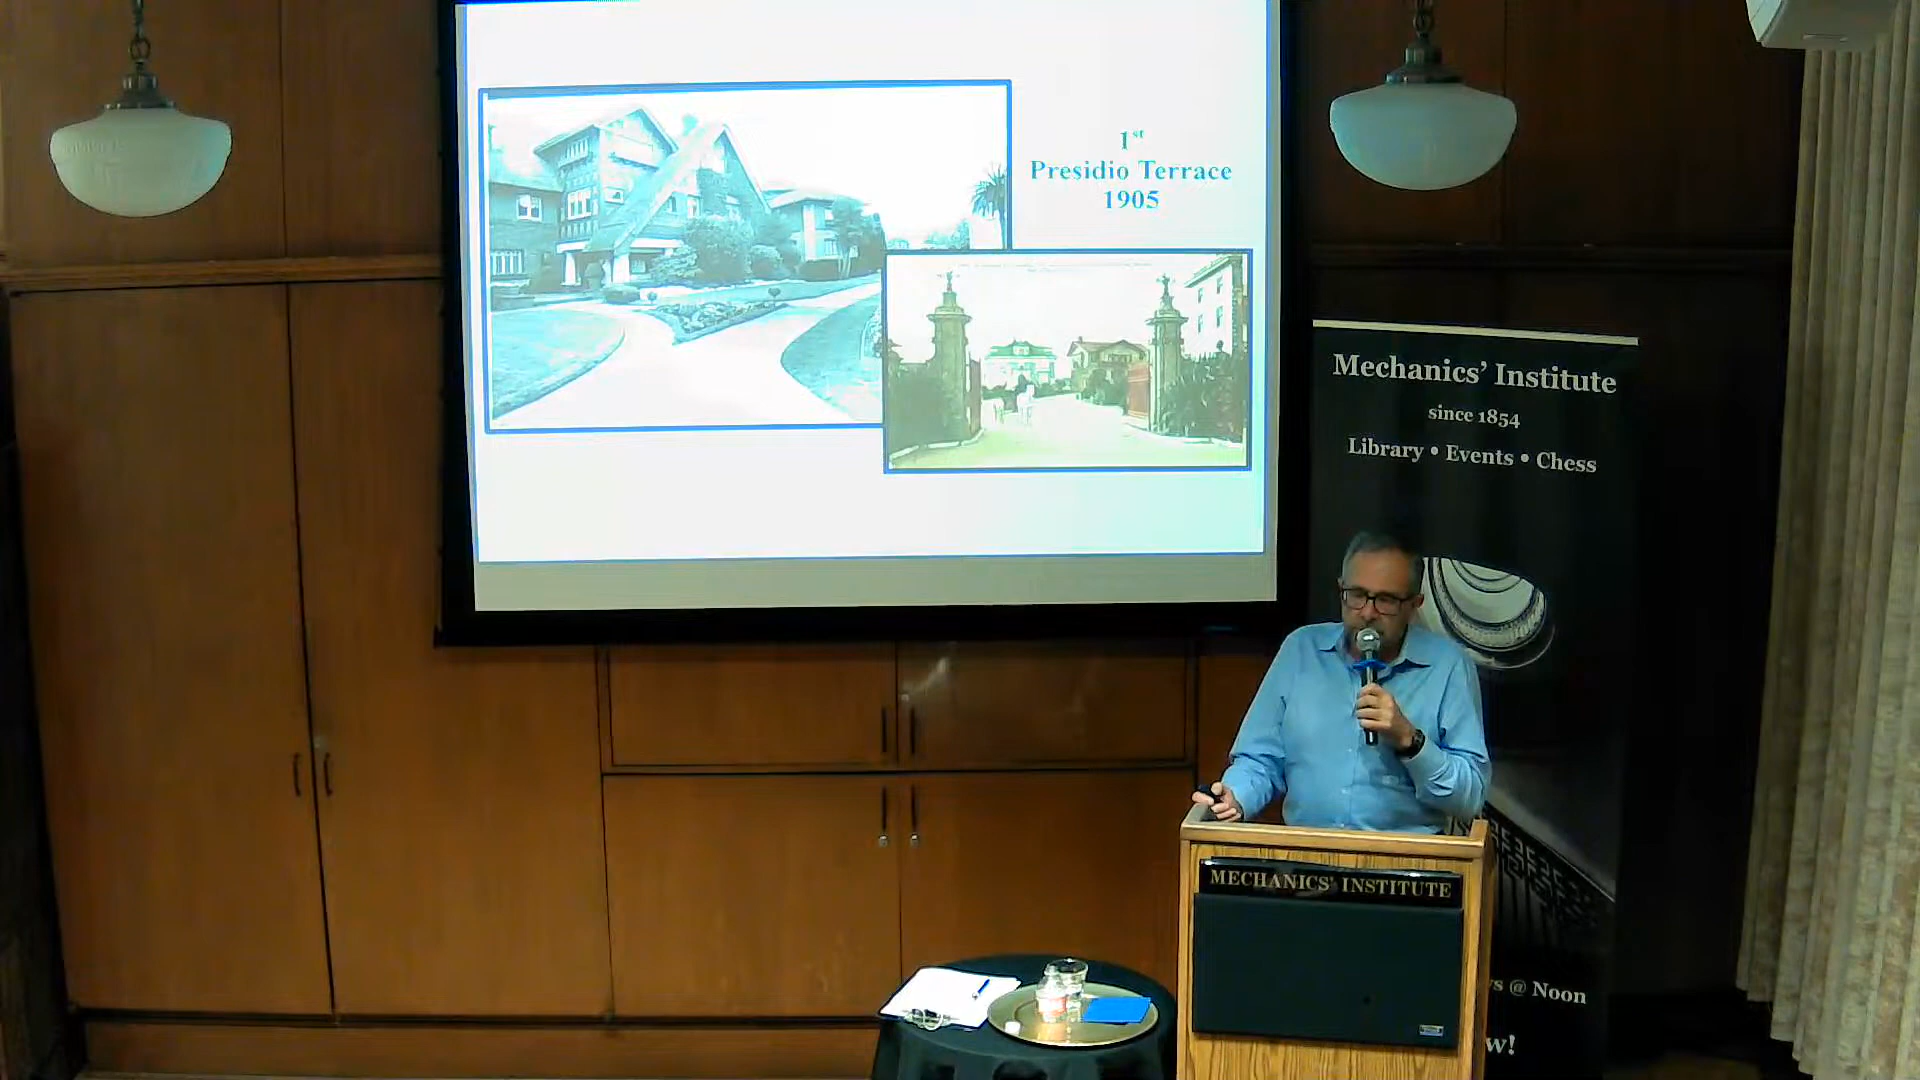 1st
Presidio Terrace
1905
Mechanics' Institute
since 1854
Library • Events • Chess
MECHANICS' INSTITUTE
@ Noon